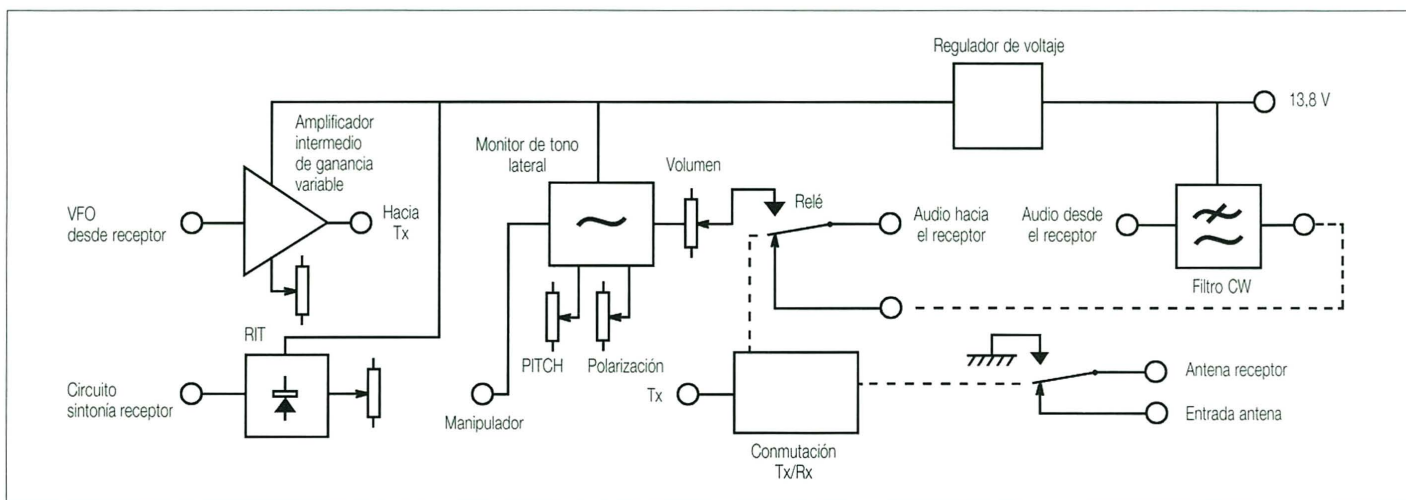 Regulador de voltaje
13,8 V
Amplificador
intermedio
de ganancia
variable
Monitor de tono
lateral
Volumen
VFO
desde receptor
Hacia
Tx
Relé
Audio hacia
el receptor
Audio desde
el receptor
Filtro CW
RIT
PITCH
Polarización
Circuito
sintonía receptor
Manipulador
Tx
Antena receptor
Entrada antena
Conmutación
Tx/Rx